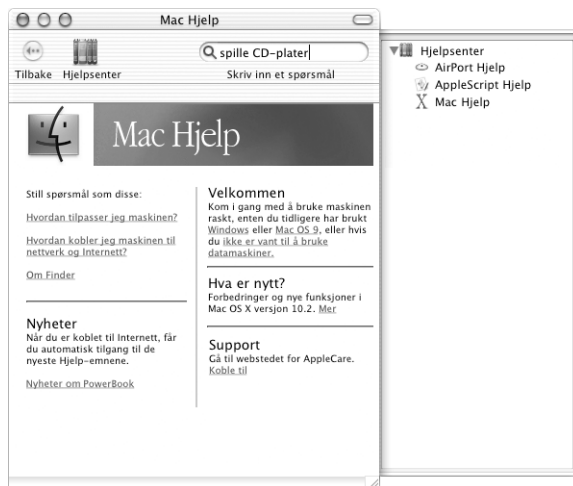 Mac Hjelp
spille CD-plater
Tilbake Hjelpsenter
Skriv inn et spørsmål
Mac Hjelp
Still spørsmål som disse:
Hvordan tilpasser jeg maskinen?
Hvordan kobler jeg maskinen til
nettverk og Internett?
Om Finder
Nyheter
Når du er koblet til Internett, får
du automatisk tilgang til de
nyeste Hjelp-emnene.
Nyheter om PowerBook
Velkommen
Kom i gang med å bruke maskinen
raskt, enten du tidligere har brukt
Windows eller Mac OS 9, eller hvis
du ikke er vant til å bruke
datamaskiner.
Hva er nytt?
Forbedringer og nye funksjoner i
Mac OS X versjon 10.2. Mer
Support
Gå til webstedet for AppleCare.
Koble til
Hjelpsenter
AirPort Hjelp
AppleScript Hjelp
Mac Hjelp